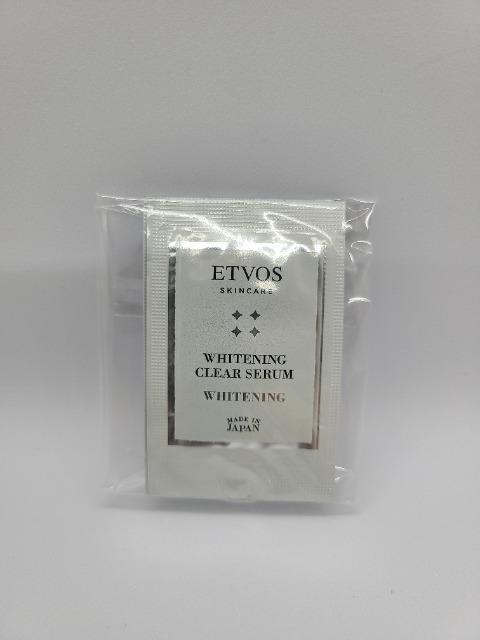 ETVOS
SKINCARE
WHITENING
CLEAR SERUM
WHITENING
MADE IN
JAPAN